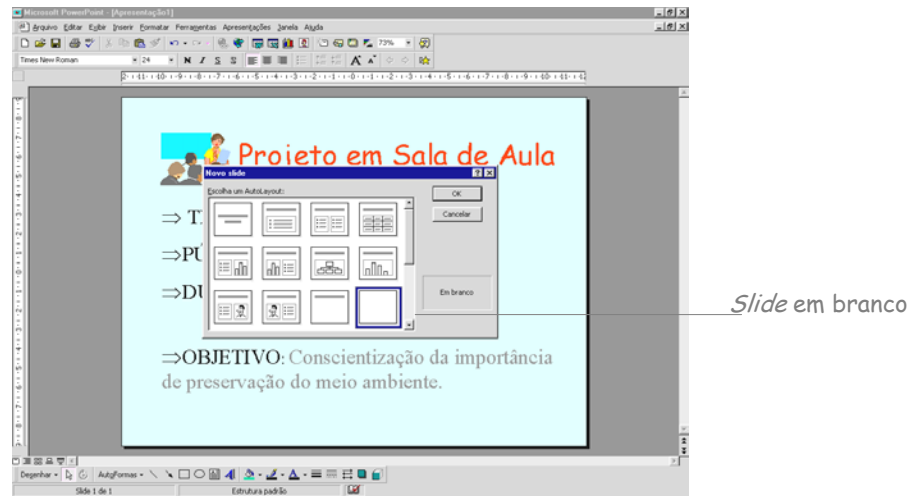 Microsoft PowerPoint - [Apresentação1]
Arquivo Editar Exibir Inserir Formatar Ferramentas Apresentações Janela Ajuda
73%
Times New Roman 24 N I S S
Projeto em Sala de Aula
Novo slide
Escolha um AutoLayout:
OK
Cancelar
Em branco
Slide em branco
⇒ T
⇒PÚ
⇒DU
⇒OBJETIVO: Conscientização da importância
de preservação do meio ambiente.
Desenhar AutoFormas
Slide 1 de 1 Estrutura padrão